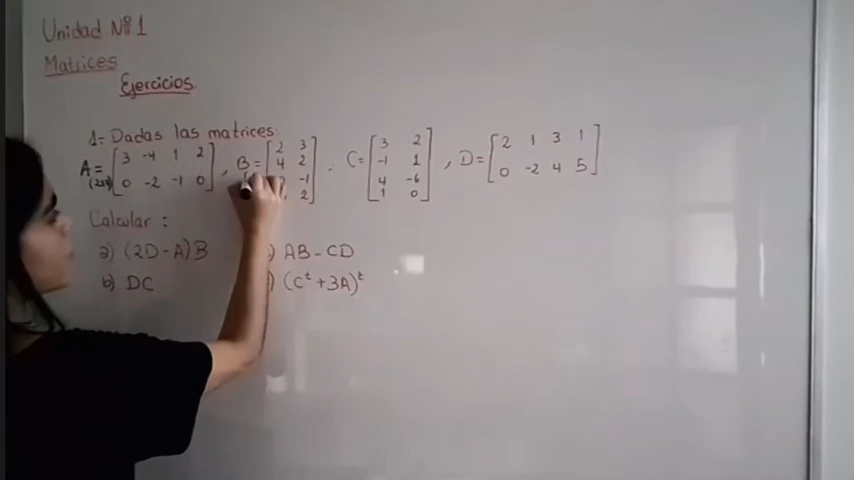 Unidad Nº1
Matrices
Ejercicios
1= Dadas las matrices:
A= (2x4) [3 -4 1 2 , B= [2 3 . C= [3 2 , D= [2 1 3 1
0 -2 -1 0] 4 2 -1 1 0 -2 4 5]
-1] 4 -6
2] 1 0]
Calcular :
a) (2D-A)B ) AB-CD
b) DC ) (Cᵗ+3A)ᵗ